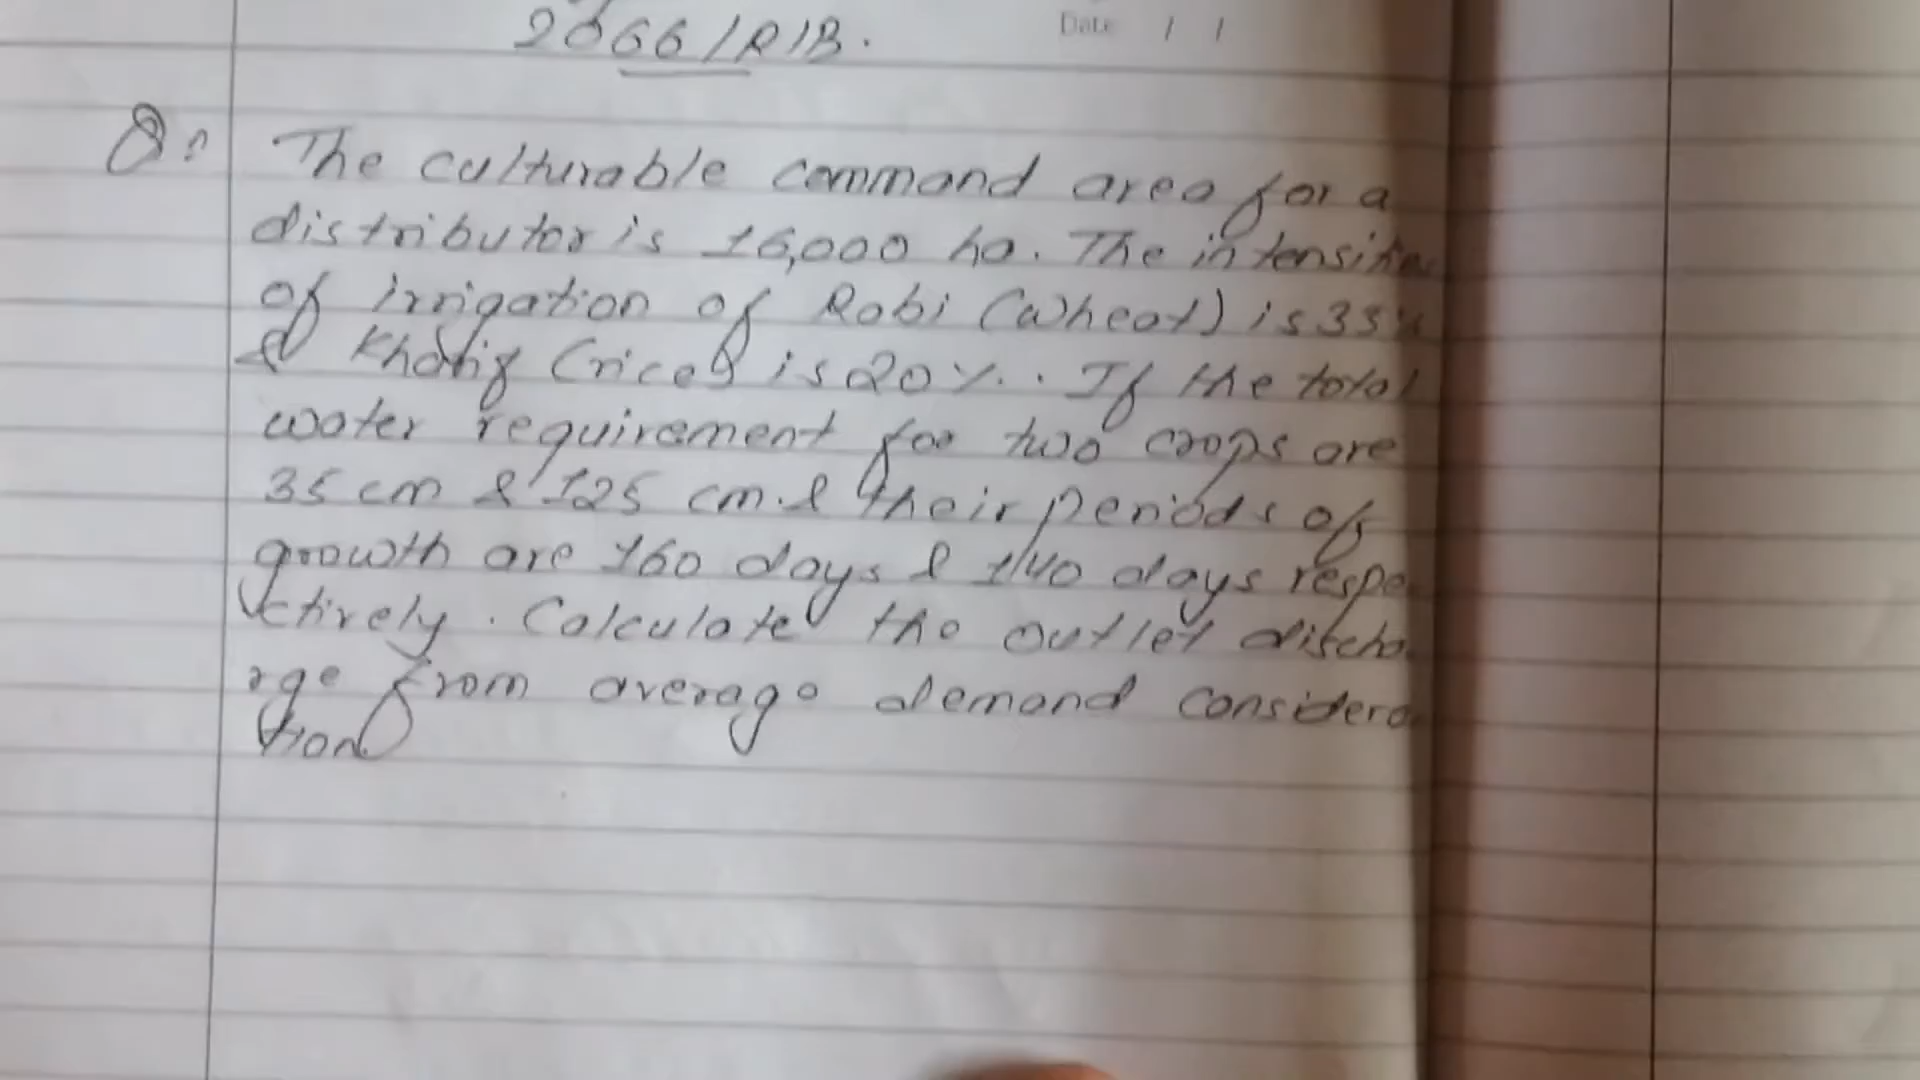 2066/R/B.
Date / /
Q: The culturable command area for a
distributor is 16,000 ha. The intensities
of irrigation of Rabi (Wheat) is 35%
& Kharif (rice) is 20%. If the total
water requirement for two crops are
35 cm & 125 cm. & their periods of
growth are 160 days & 140 days respe
ctively. Calculate the outlet discha
rge from average demand considera
tion